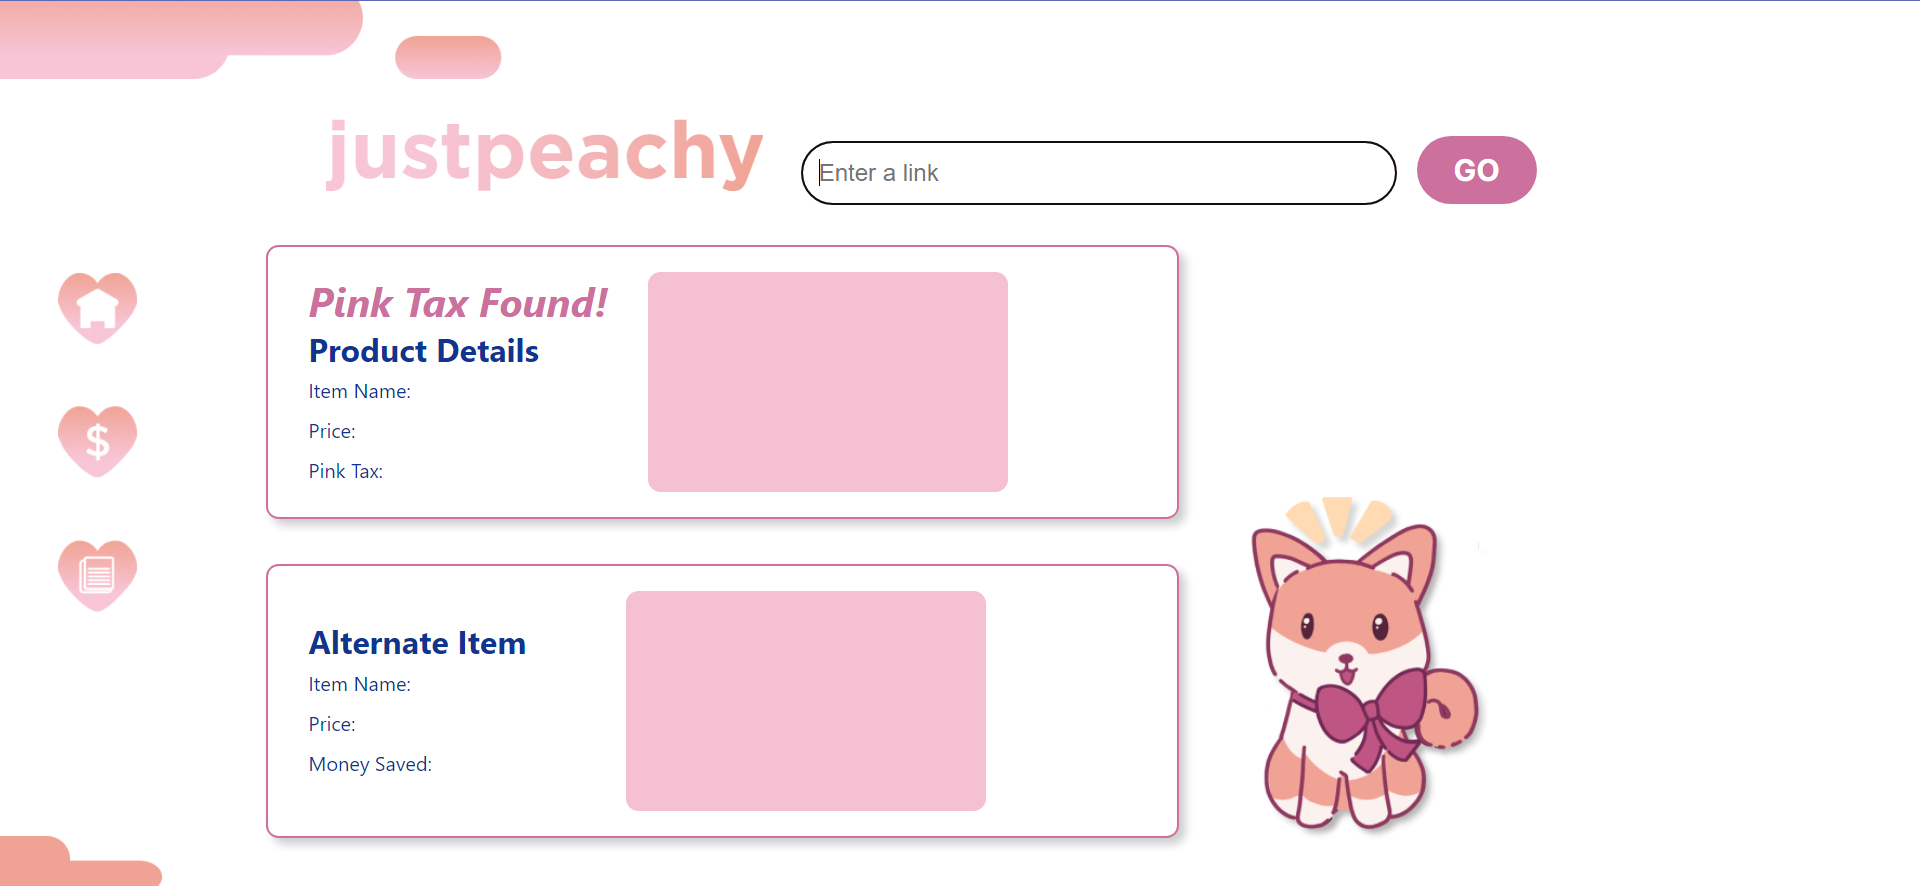 justpeachy
Enter a link
GO
Pink Tax Found!
Product Details
Item Name:
Price:
Pink Tax:
$
Alternate Item
Item Name:
Price:
Money Saved: